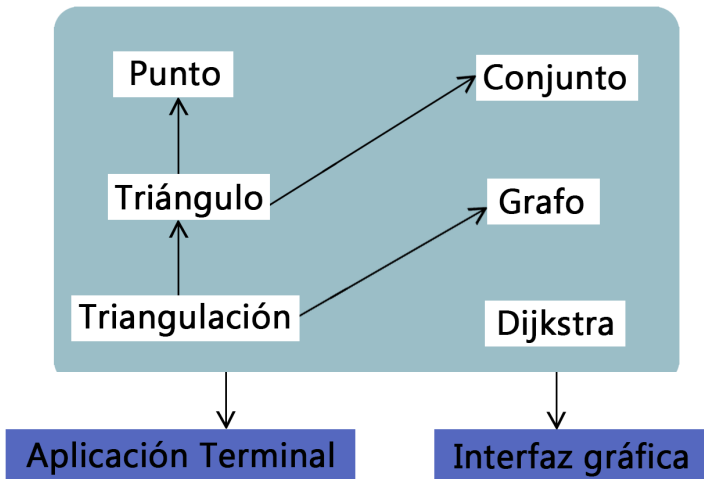 Punto
Conjunto
Triángulo
Grafo
Triangulación
Dijkstra
Aplicación Terminal
Interfaz gráfica